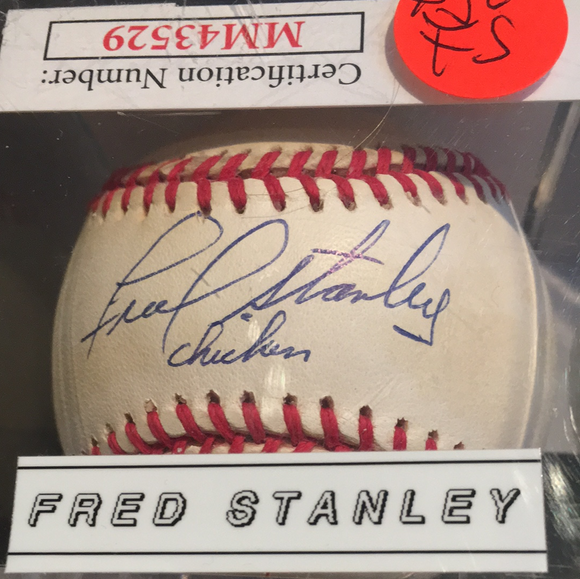 Certification Number:
MM43529
Fred Stanley
chicken
FRED STANLEY